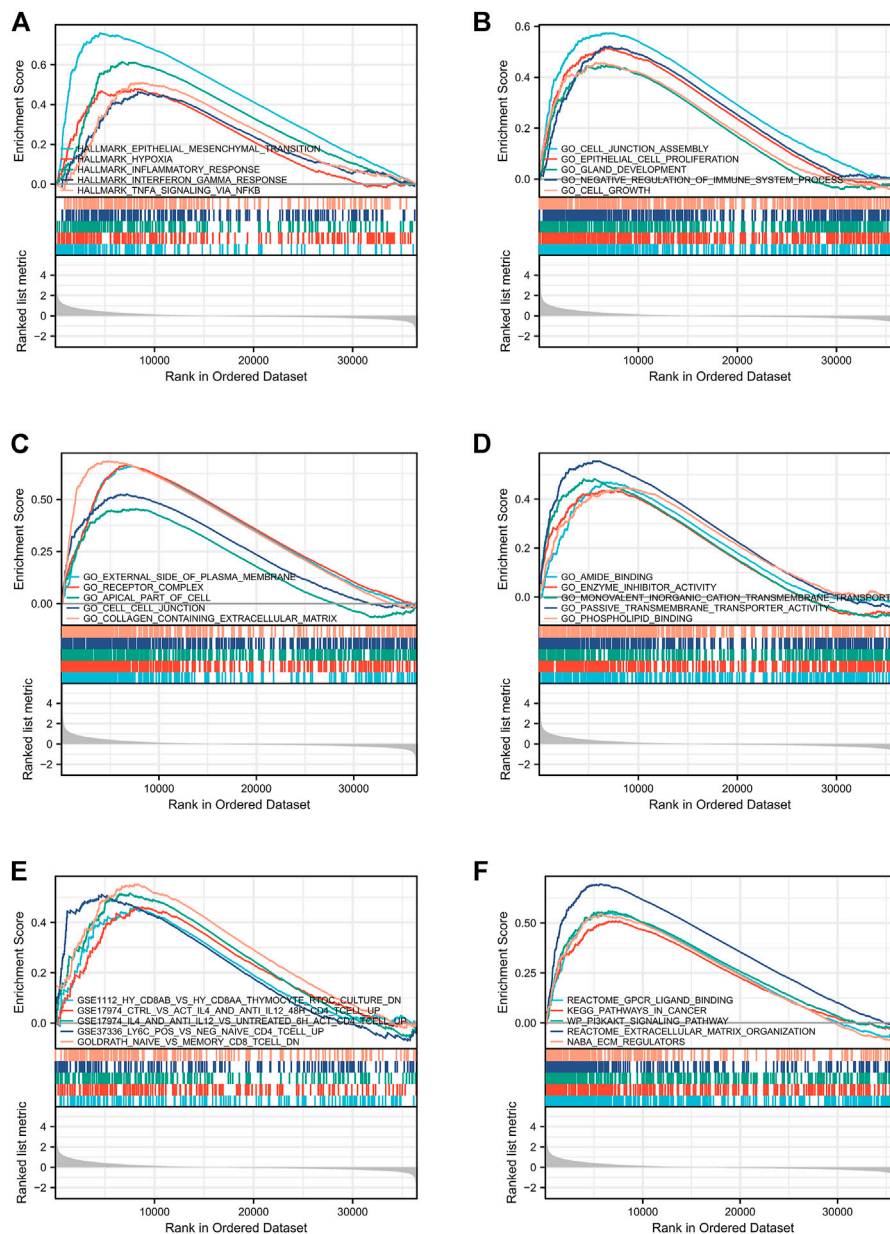 A
Enrichment Score
0.6
0.4
0.2
0.0
HALLMARK_EPITHELIAL_MESENCHYMAL_TRANSITION
HALLMARK_HYPOXIA
HALLMARK_INFLAMMATORY_RESPONSE
HALLMARK_INTERFERON_GAMMA_RESPONSE
HALLMARK_TNFA_SIGNALING_VIA_NFKB
Ranked list metric
4
2
0
−2
10000 20000 30000
Rank in Ordered Dataset
B
Enrichment Score
0.6
0.4
0.2
0.0
GO_CELL_JUNCTION_ASSEMBLY
GO_EPITHELIAL_CELL_PROLIFERATION
GO_GLAND_DEVELOPMENT
GO_NEGATIVE_REGULATION_OF_IMMUNE_SYSTEM_PROCESS
GO_CELL_GROWTH
Ranked list metric
4
2
0
−2
10000 20000 30000
Rank in Ordered Dataset
C
Enrichment Score
0.50
0.25
0.00
GO_EXTERNAL_SIDE_OF_PLASMA_MEMBRANE
GO_RECEPTOR_COMPLEX
GO_APICAL_PART_OF_CELL
GO_CELL_CELL_JUNCTION
GO_COLLAGEN_CONTAINING_EXTRACELLULAR_MATRIX
Ranked list metric
4
2
0
−2
10000 20000 30000
Rank in Ordered Dataset
D
Enrichment Score
0.4
0.2
0.0
GO_AMIDE_BINDING
GO_ENZYME_INHIBITOR_ACTIVITY
GO_MONOVALENT_INORGANIC_CATION_TRANSMEMBRANE_TRANSPORT
GO_PASSIVE_TRANSMEMBRANE_TRANSPORTER_ACTIVITY
GO_PHOSPHOLIPID_BINDING
Ranked list metric
4
2
0
−2
10000 20000 30000
Rank in Ordered Dataset
E
Enrichment Score
0.4
0.2
0.0
GSE1112_HY_CD8AB_VS_HY_CD8AA_THYMOCYTE_RTOC_CULTURE_DN
GSE17974_CTRL_VS_ACT_IL4_AND_ANTI_IL12_48H_CD4_TCELL_UP
GSE17974_IL4_AND_ANTI_IL12_VS_UNTREATED_6H_ACT_CD4_TCELL_UP
GSE37336_LY6C_POS_VS_NEG_NAIVE_CD4_TCELL_UP
GOLDRATH_NAIVE_VS_MEMORY_CD8_TCELL_DN
Ranked list metric
4
2
0
−2
10000 20000 30000
Rank in Ordered Dataset
F
Enrichment Score
0.50
0.25
0.00
REACTOME_GPCR_LIGAND_BINDING
KEGG_PATHWAYS_IN_CANCER
WP_PI3KAKT_SIGNALING_PATHWAY
REACTOME_EXTRACELLULAR_MATRIX_ORGANIZATION
NABA_ECM_REGULATORS
Ranked list metric
4
2
0
−2
10000 20000 30000
Rank in Ordered Dataset